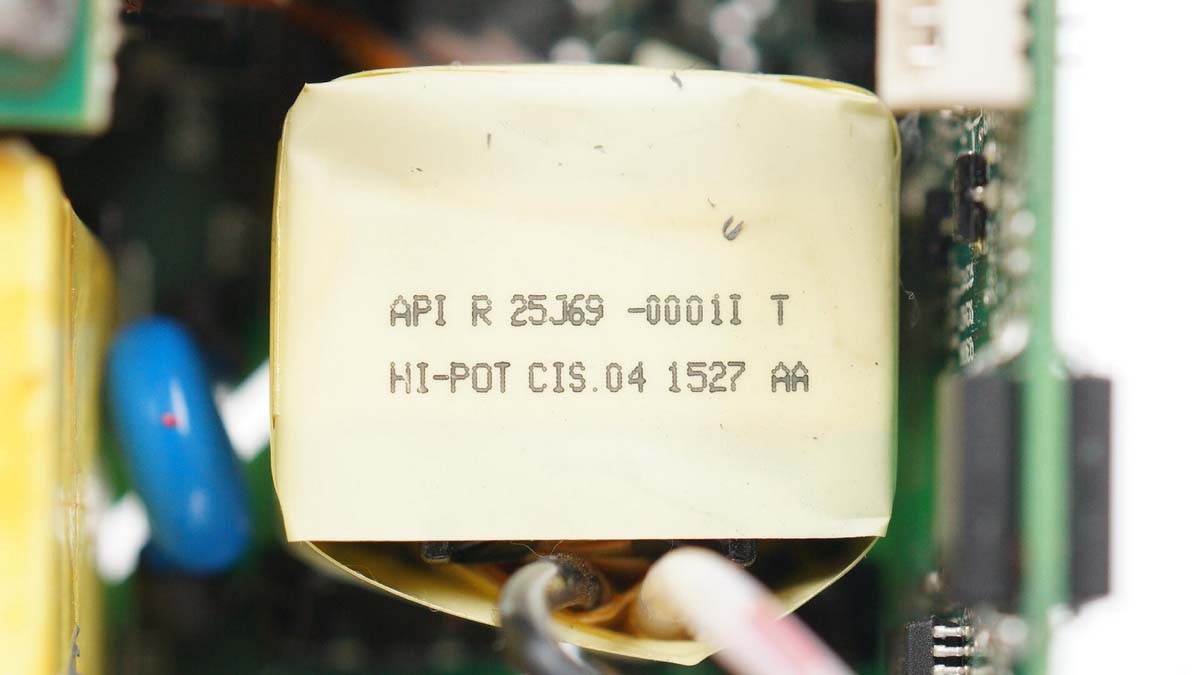 API R 25J69 -0001I T
HI-POT CIS.04 1527 AA